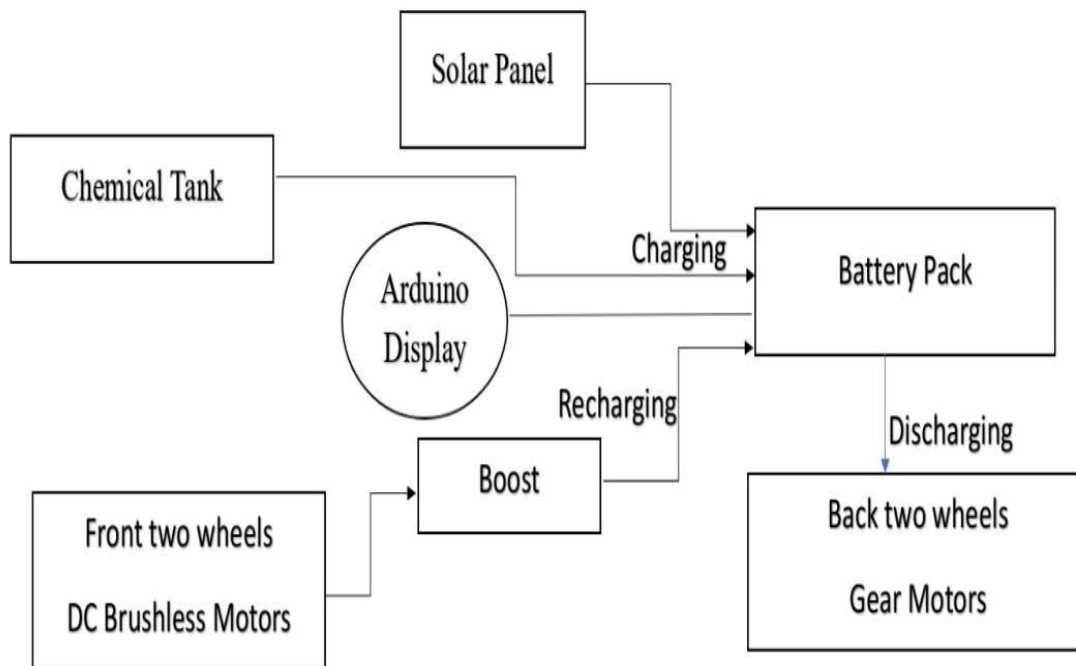 Solar Panel
Chemical Tank
Charging
Battery Pack
Arduino
Display
Recharging
Discharging
Boost
Front two wheels
DC Brushless Motors
Back two wheels
Gear Motors